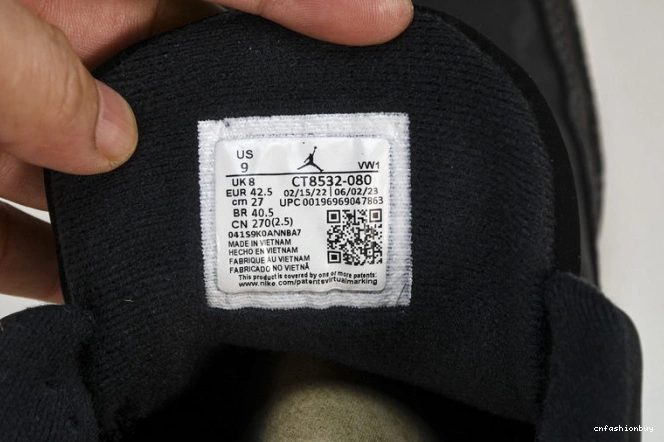 US
9
VW1
UK 8
CT8532-080
EUR 42.5
02/15/22 | 06/02/23
cm 27
UPC 00196969047863
BR 40.5
CN 270(2.5)
041S9K0ANNBA7
MADE IN VIETNAM
HECHO EN VIETNAM
FABRIQUE AU VIETNAM
FABRICADO NO VIETNÃ
This product is covered by one or more patents:
www.nike.com/patentsvirtualmarking
cnfashionbuy